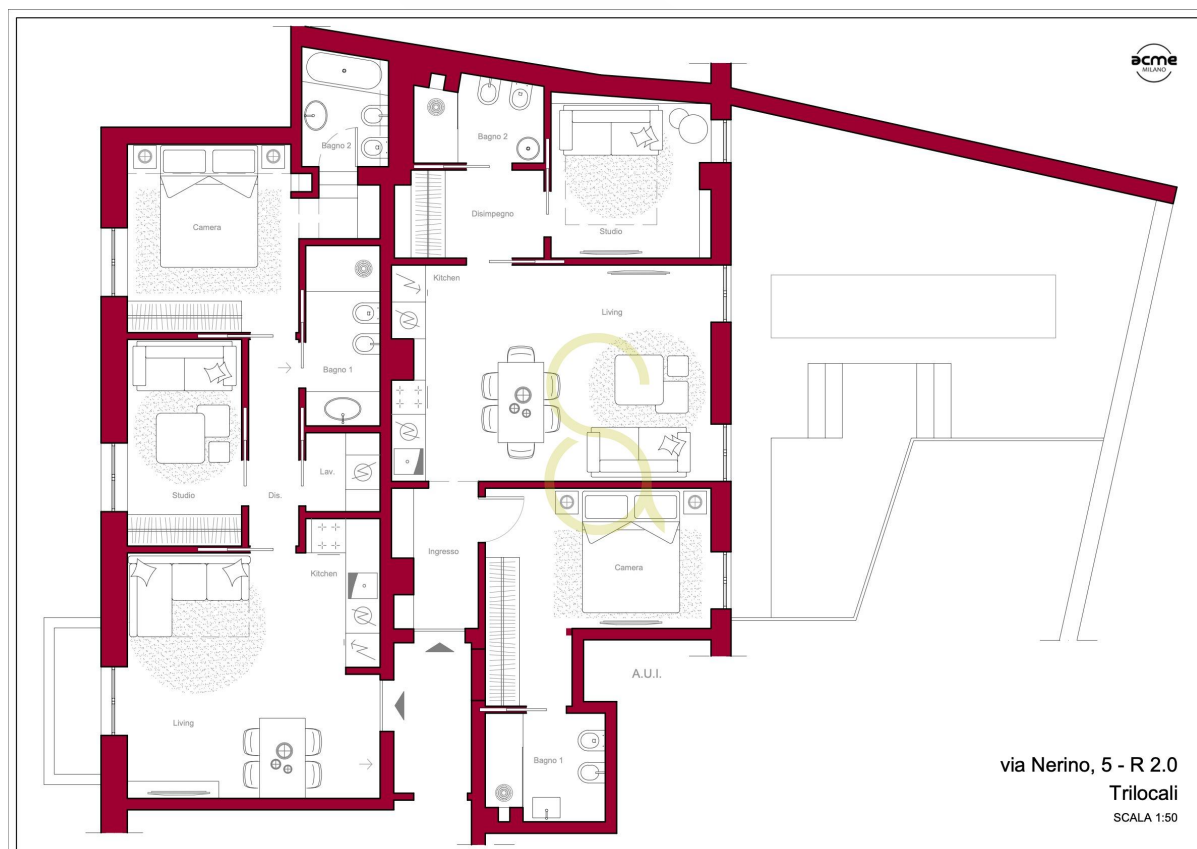 acme
MILANO
Bagno 2
Bagno 2
Disimpegno
Studio
Camera
Kitchen
Living
Bagno 1
Lav.
Studio
Dis.
Ingresso
Camera
Kitchen
A.U.I.
Living
Bagno 1
via Nerino, 5 - R 2.0
Trilocali
SCALA 1:50